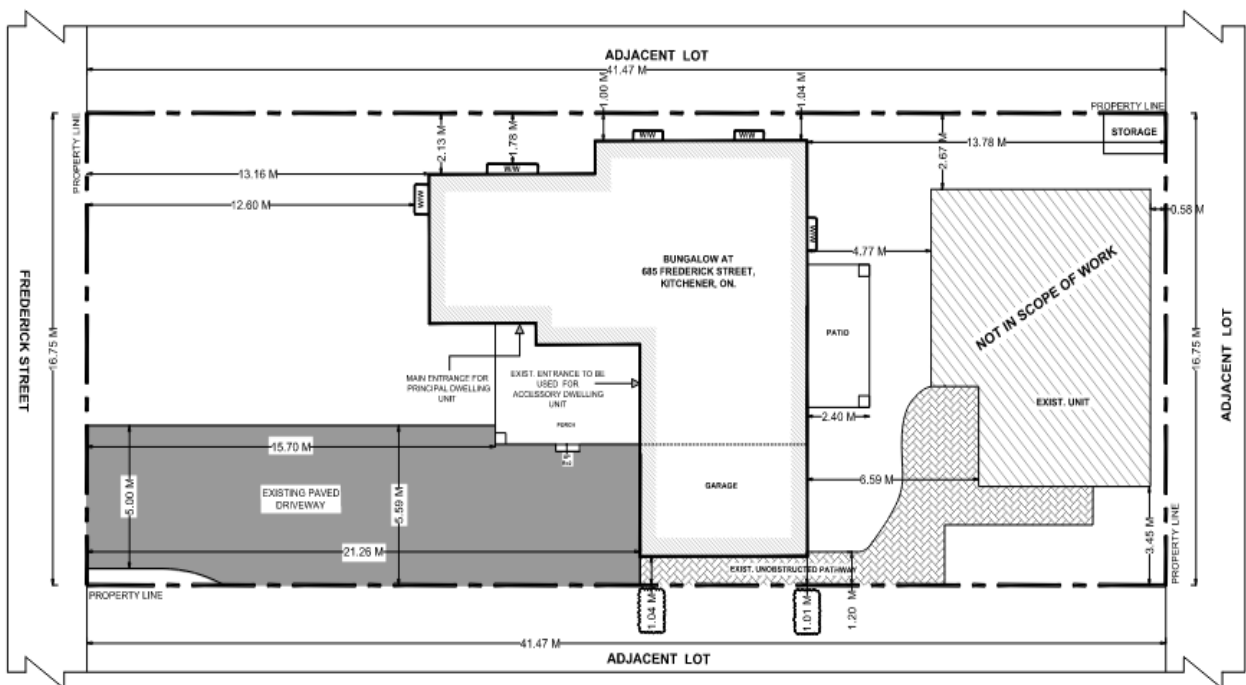 ADJACENT LOT
41.47 M
PROPERTY LINE
PROPERTY LINE
1.00 M
1.04 M
STORAGE
2.13 M
1.78 M
W/W
W/W
W/W
13.78 M
2.67 M
13.16 M
12.60 M
W/W
W/W
0.58 M
4.77 M
BUNGALOW AT
685 FREDERICK STREET,
KITCHENER, ON.
NOT IN SCOPE OF WORK
FREDERICK STREET
16.75 M
16.75 M
ADJACENT LOT
PATIO
MAIN ENTRANCE FOR
PRINCIPAL DWELLING
UNIT
EXIST. ENTRANCE TO BE
USED FOR
ACCESSORY DWELLING
UNIT
PORCH
EXIST. UNIT
2.40 M
15.70 M
6.59 M
GARAGE
EXISTING PAVED
DRIVEWAY
5.00 M
5.59 M
21.26 M
3.45 M
EXIST. UNOBSTRUCTED PATHWAY
PROPERTY LINE
PROPERTY LINE
1.04 M
1.01 M
1.20 M
41.47 M
ADJACENT LOT